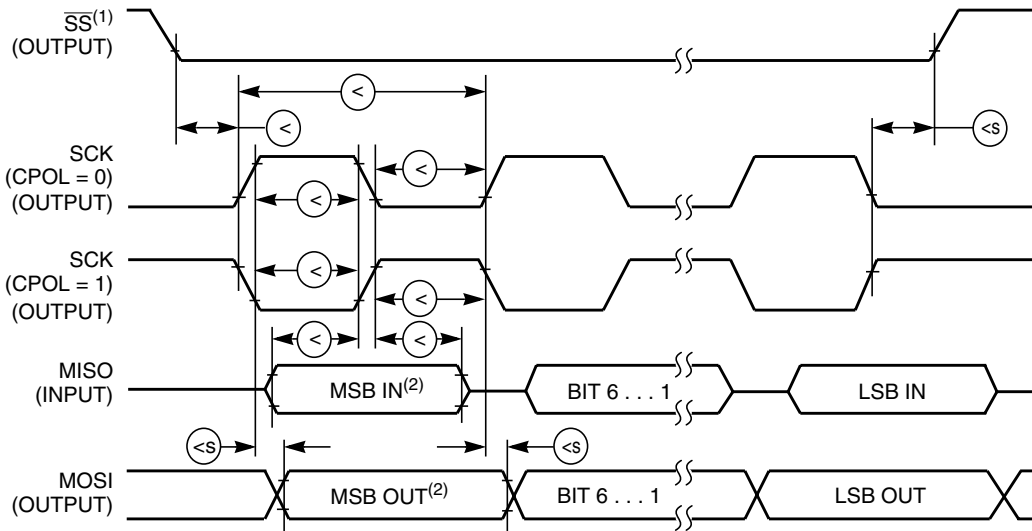 SS(1)
(OUTPUT)
<
<
<s
SCK
(CPOL = 0)
(OUTPUT)
<
<
SCK
(CPOL = 1)
(OUTPUT)
<
<
<
<
MISO
(INPUT)
MSB IN(2)
BIT 6 . . . 1
LSB IN
<s
<s
MOSI
(OUTPUT)
MSB OUT(2)
BIT 6 . . . 1
LSB OUT